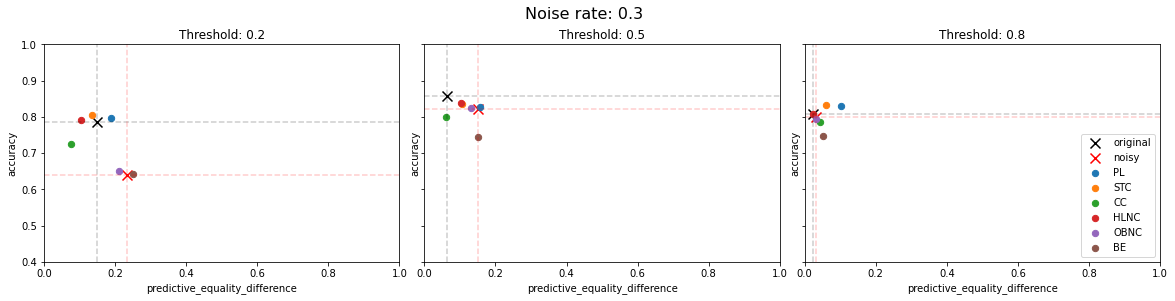 Noise rate: 0.3
Threshold: 0.2
1.0
0.9
0.8
0.7
0.6
0.5
0.4
accuracy
0.0
0.2
0.4
0.6
0.8
1.0
predictive_equality_difference
Threshold: 0.5
accuracy
0.0
0.2
0.4
0.6
0.8
1.0
predictive_equality_difference
Threshold: 0.8
accuracy
0.0
0.2
0.4
0.6
0.8
1.0
predictive_equality_difference
original
noisy
PL
STC
CC
HLNC
OBNC
BE